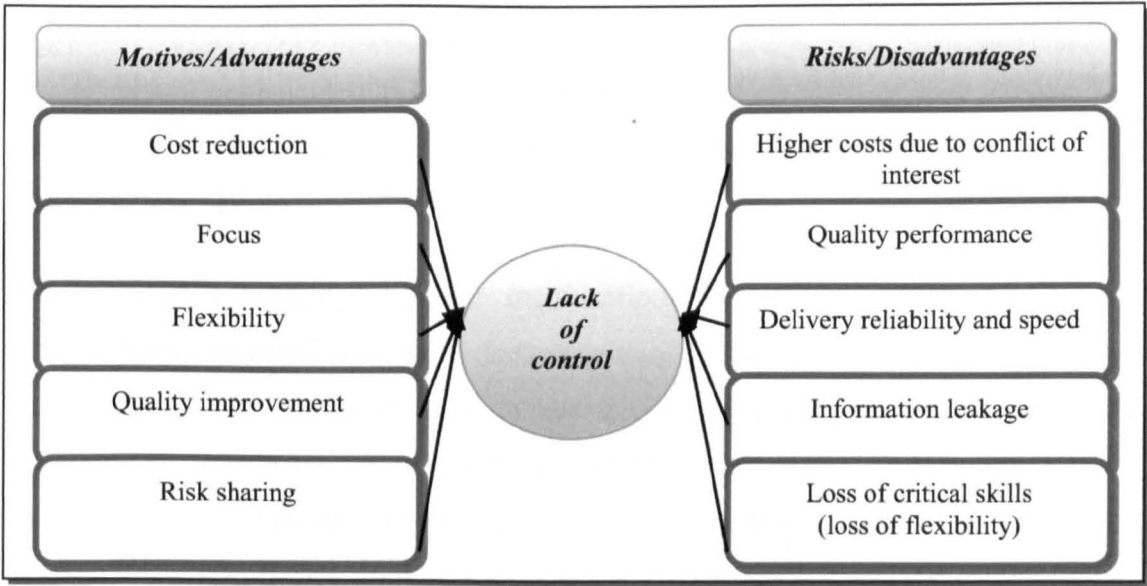 Motives/Advantages
Cost reduction
Focus
Flexibility
Quality improvement
Risk sharing
Lack
of
control
Risks/Disadvantages
Higher costs due to conflict of
interest
Quality performance
Delivery reliability and speed
Information leakage
Loss of critical skills
(loss of flexibility)